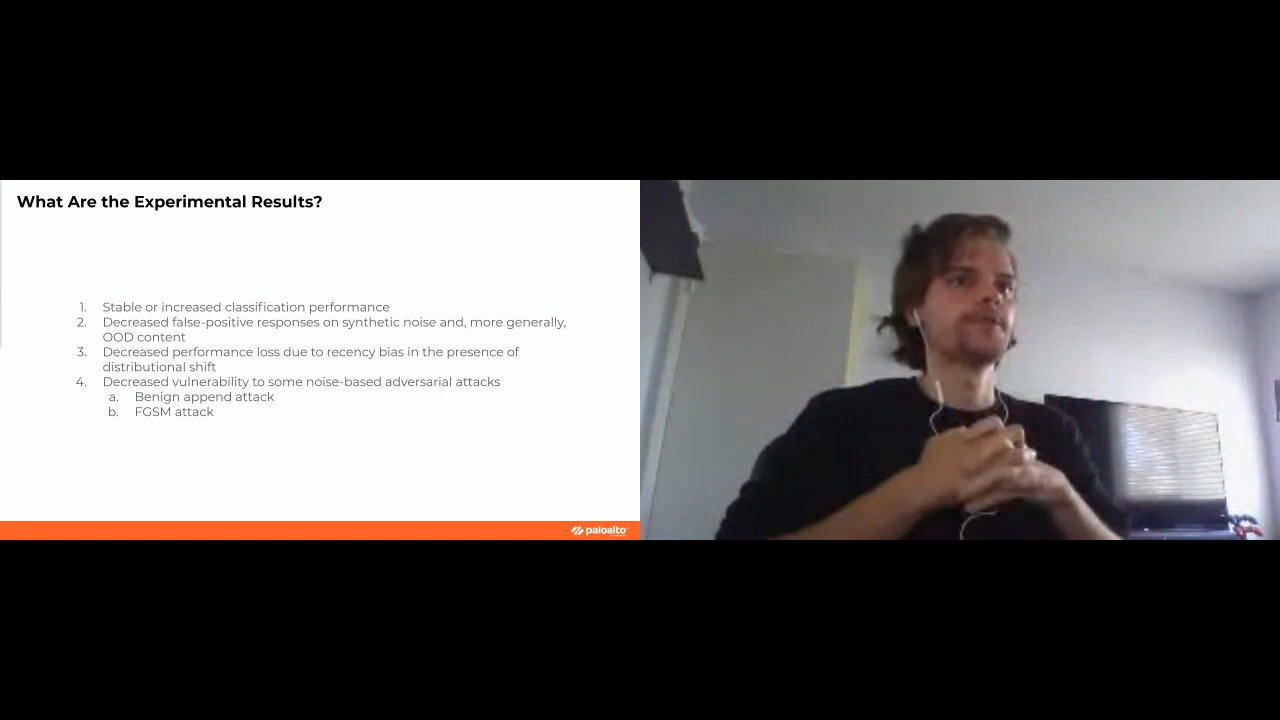 What Are the Experimental Results?
1. Stable or increased classification performance
2. Decreased false-positive responses on synthetic noise and, more generally,
OOD content
3. Decreased performance loss due to recency bias in the presence of
distributional shift
4. Decreased vulnerability to some noise-based adversarial attacks
a. Benign append attack
b. FGSM attack
paloalto